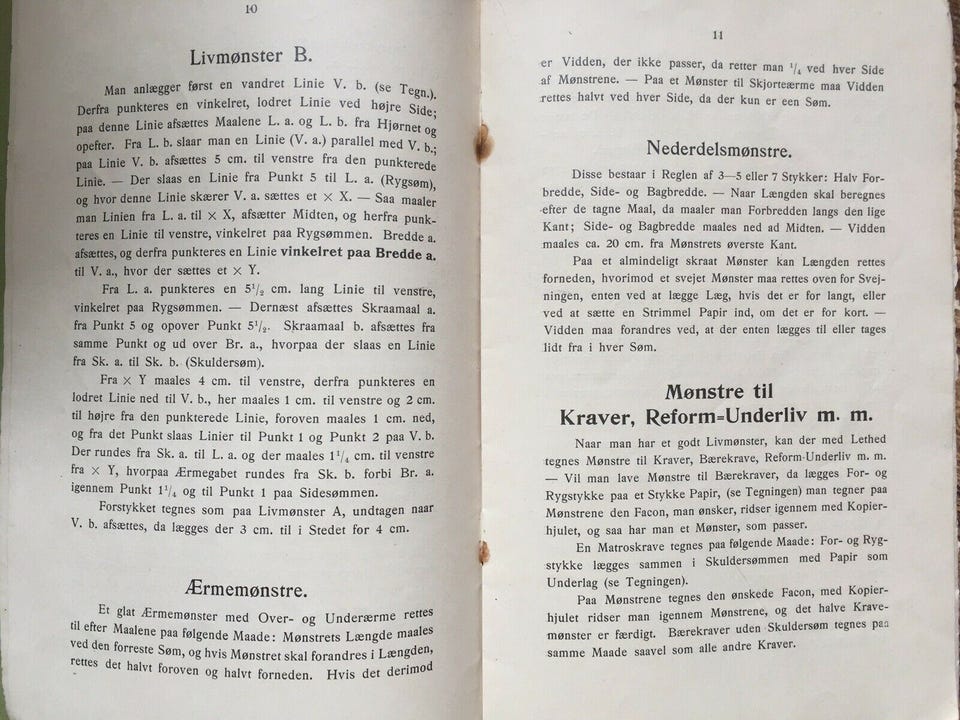 10
Livmønster B.
Man anlægger først en vandret Linie V. b. (se Tegn.).
Derfra punkteres en vinkelret, lodret Linie ved højre Side;
paa denne Linie afsættes Maalene L. a. og L. b. fra Hjørnet og
opefter. Fra L. b. slaar man en Linie (V. a.) parallel med V. b.;
paa Linie V. b. afsættes 5 cm. til venstre fra den punkterede
Linie. — Der slaas en Linie fra Punkt 5 til L. a. (Rygsøm),
og hvor denne Linie skærer V. a. sættes et × X. — Saa maaler
man Linien fra L. a. til × X, afsætter Midten, og herfra punk-
teres en Linie til venstre, vinkelret paa Rygsømmen. Bredde a.
afsættes, og derfra punkteres en Linie vinkelret paa Bredde a.
til V. a., hvor der sættes et × Y.
Fra L. a. punkteres en 5¹/₂ cm. lang Linie til venstre,
vinkelret paa Rygsømmen. — Dernæst afsættes Skraamaal a.
fra Punkt 5 og opover Punkt 5¹/₂. Skraamaal b. afsættes fra
samme Punkt og ud over Br. a., hvorpaa der slaas en Linie
fra Sk. a. til Sk. b. (Skuldersøm).
Fra × Y maales 4 cm. til venstre, derfra punkteres en
lodret Linie ned til V. b., her maales 1 cm. til venstre og 2 cm.
til højre fra den punkterede Linie, foroven maales 1 cm. ned,
og fra det Punkt slaas Linier til Punkt 1 og Punkt 2 paa V. b.
Der rundes fra Sk. a. til L. a. og der maales 1¹/₄ cm. til venstre
fra × Y, hvorpaa Ærmegabet rundes fra Sk. b. forbi Br. a.
igennem Punkt 1¹/₄ og til Punkt 1 paa Sidesømmen.
Forstykket tegnes som paa Livmønster A, undtagen naar
V. b. afsættes, da lægges der 3 cm. til i Stedet for 4 cm.
Ærmemønstre.
Et glat Ærmemønster med Over- og Underærme rettes
til efter Maalene paa følgende Maade: Mønstrets Længde maales
ved den forreste Søm, og hvis Mønstret skal forandres i Længden,
rettes det halvt foroven og halvt forneden. Hvis det derimod
11
er Vidden, der ikke passer, da retter man ¹/₄ ved hver Side
af Mønstrene. — Paa et Mønster til Skjorteærme maa Vidden
rettes halvt ved hver Side, da der kun er een Søm.
Nederdelsmønstre.
Disse bestaar i Reglen af 3—5 eller 7 Stykker: Halv For-
bredde, Side- og Bagbredde. — Naar Længden skal beregnes
efter de tagne Maal, da maaler man Forbredden langs den lige
Kant; Side- og Bagbredde maales ned ad Midten. — Vidden
maales ca. 20 cm. fra Mønstrets øverste Kant.
Paa et almindeligt skraat Mønster kan Længden rettes
forneden, hvorimod et svejet Mønster maa rettes oven for Svej-
ningen, enten ved at lægge Læg, hvis det er for langt, eller
ved at sætte en Strimmel Papir ind, om det er for kort. —
Vidden maa forandres ved, at der enten lægges til eller tages
lidt fra i hver Søm.
Mønstre til
Kraver, Reform-Underliv m. m.
Naar man har et godt Livmønster, kan der med Lethed
tegnes Mønstre til Kraver, Bærekrave, Reform-Underliv m. m.
— Vil man lave Mønstre til Bærekraver, da lægges For- og
Rygstykke paa et Stykke Papir, (se Tegningen) man tegner paa
Mønstrene den Facon, man ønsker, ridser igennem med Kopier-
hjulet, og saa har man et Mønster, som passer.
En Matroskrave tegnes paa følgende Maade: For- og Ryg-
stykke lægges sammen i Skuldersømmen med Papir som
Underlag (se Tegningen).
Paa Mønstrene tegnes den ønskede Facon, med Kopier-
hjulet ridser man igennem Mønstrene, og det halve Krave-
mønster er færdigt. Bærekraver uden Skuldersøm tegnes paa
samme Maade saavel som alle andre Kraver.